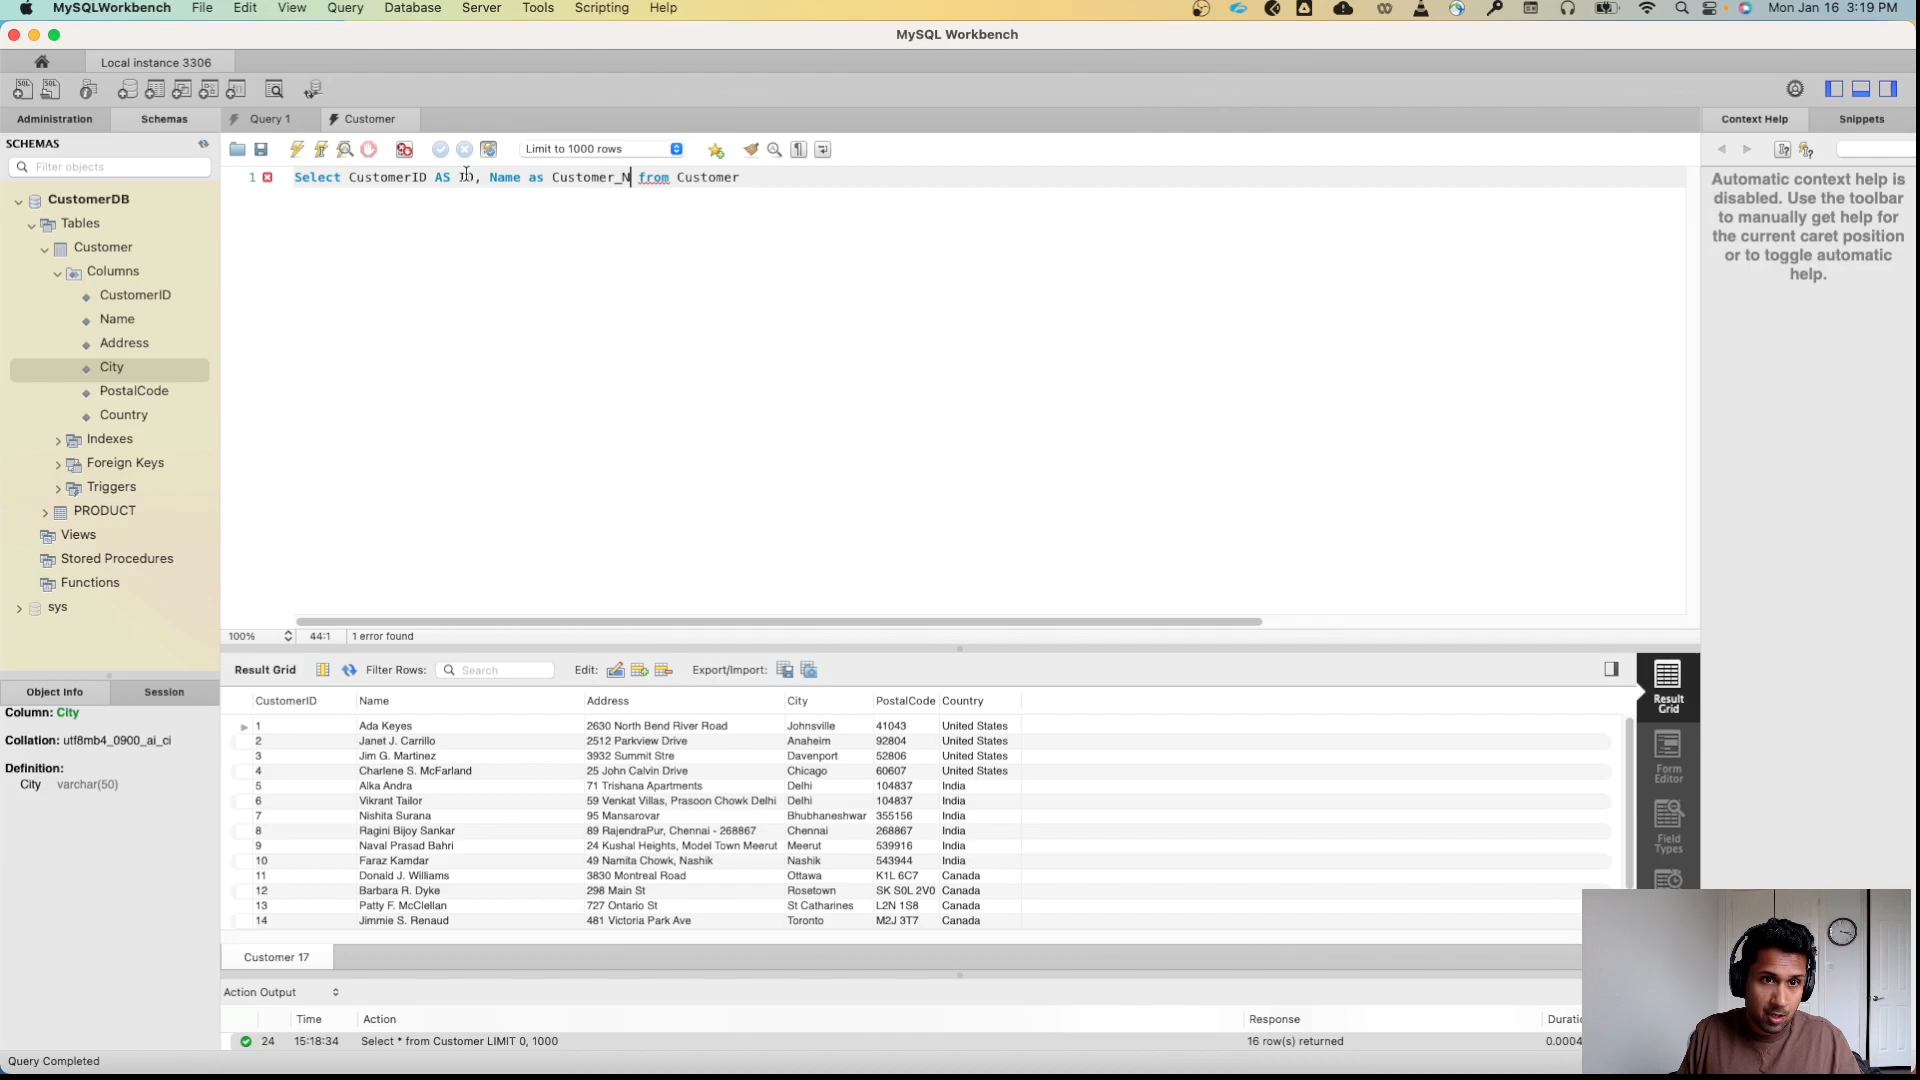 MySQLWorkbench File Edit View Query Database Server Tools Scripting Help Mon Jan 16 3:19 PM
MySQL Workbench
Local instance 3306
Administration Schemas Query 1 Customer Context Help Snippets
SCHEMAS
Filter objects
Limit to 1000 rows
1 Select CustomerID AS ID, Name as Customer_N from Customer
Automatic context help is
disabled. Use the toolbar
to manually get help for
the current caret position
or to toggle automatic
help.
CustomerDB
Tables
Customer
Columns
CustomerID
Name
Address
City
PostalCode
Country
Indexes
Foreign Keys
Triggers
PRODUCT
Views
Stored Procedures
Functions
sys
100% 44:1 1 error found
Result Grid Filter Rows: Search Edit: Export/Import:
Result
Grid
Form
Editor
Field
Types
Object Info Session
Column: City
Collation: utf8mb4_0900_ai_ci
Definition:
City varchar(50)
CustomerID Name Address City PostalCode Country
1 Ada Keyes 2630 North Bend River Road Johnsville 41043 United States
2 Janet J. Carrillo 2512 Parkview Drive Anaheim 92804 United States
3 Jim G. Martinez 3932 Summit Stre Davenport 52806 United States
4 Charlene S. McFarland 25 John Calvin Drive Chicago 60607 United States
5 Alka Andra 71 Trishana Apartments Delhi 104837 India
6 Vikrant Tailor 59 Venkat Villas, Prasoon Chowk Delhi Delhi 104837 India
7 Nishita Surana 95 Mansarovar Bhubhaneshwar 355156 India
8 Ragini Bijoy Sankar 89 RajendraPur, Chennai - 268867 Chennai 268867 India
9 Naval Prasad Bahri 24 Kushal Heights, Model Town Meerut Meerut 539916 India
10 Faraz Kamdar 49 Namita Chowk, Nashik Nashik 543944 India
11 Donald J. Williams 3830 Montreal Road Ottawa K1L 6C7 Canada
12 Barbara R. Dyke 298 Main St Rosetown SK S0L 2V0 Canada
13 Patty F. McClellan 727 Ontario St St Catharines L2N 1S8 Canada
14 Jimmie S. Renaud 481 Victoria Park Ave Toronto M2J 3T7 Canada
Customer 17
Action Output
Time Action Response Durati
24 15:18:34 Select * from Customer LIMIT 0, 1000 16 row(s) returned 0.0004
Query Completed